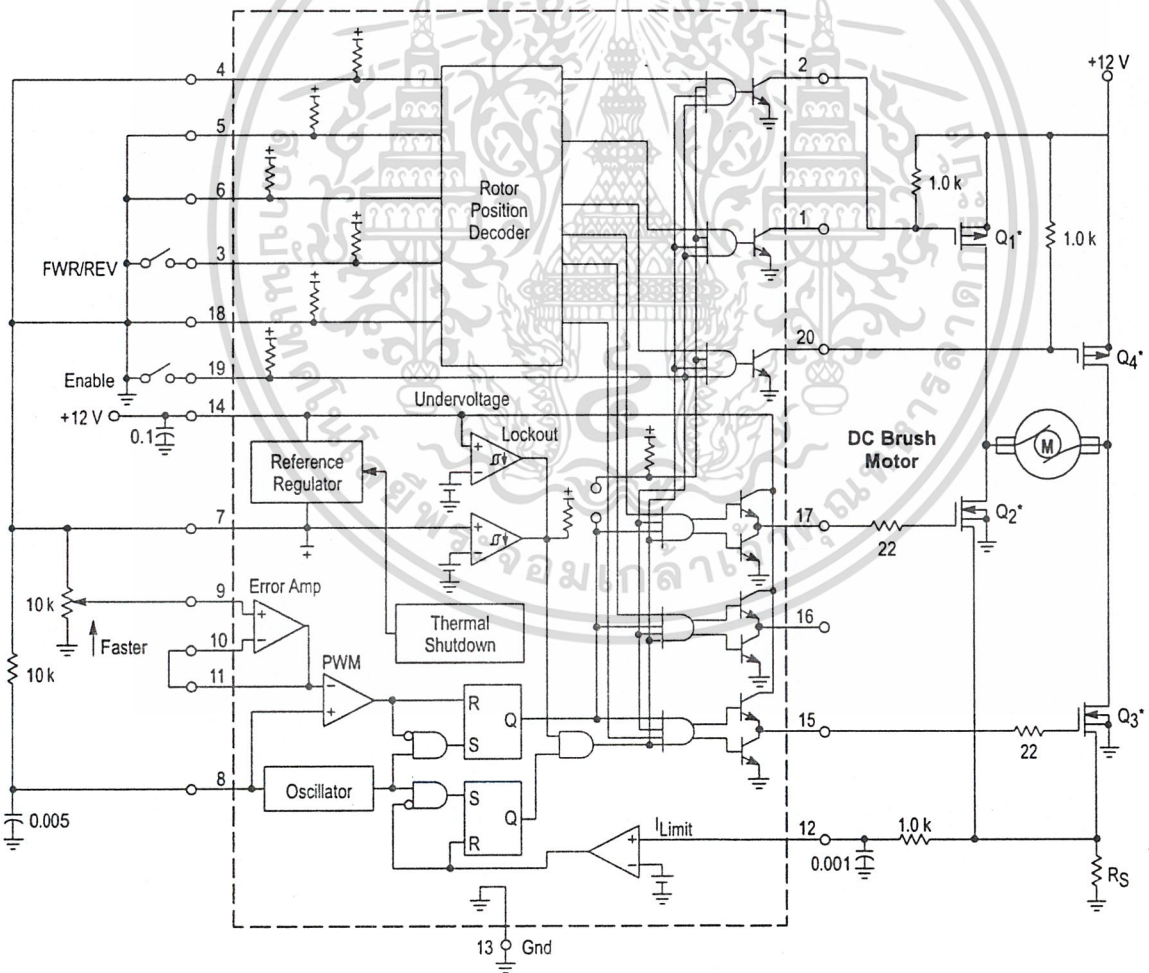 +12 V
4
2
5
1.0 k
6
Rotor
Position
Decoder
1
Q1*
1.0 k
FWR/REV
3
18
20
Q4*
Enable
19
Undervoltage
+12 V
14
Lockout
0.1
DC Brush
Motor
M
Reference
Regulator
7
17
22
Q2*
Error Amp
10 k
9
Faster
10
Thermal
Shutdown
16
10 k
11
PWM
R
Q
S
15
22
Q3*
8
Oscillator
S
Q
R
0.005
ILimit
12
1.0 k
0.001
RS
13
Gnd